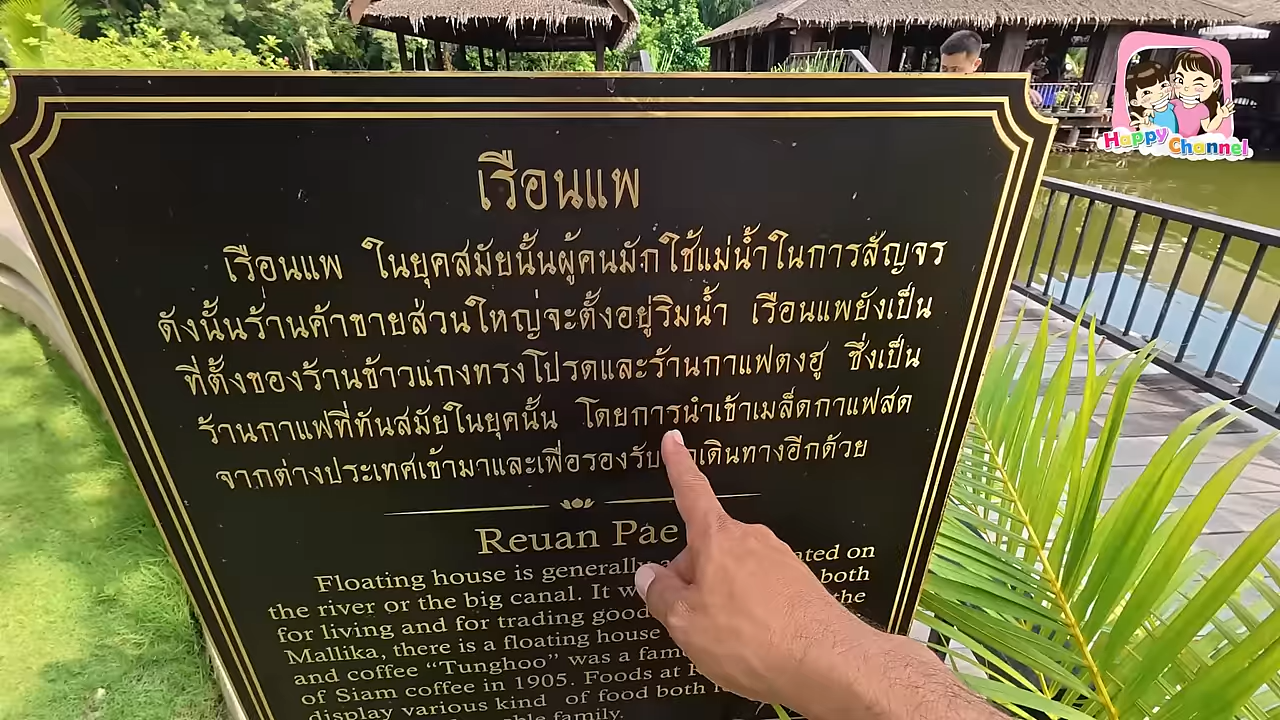 Happy Channel
เรือนแพ
เรือนแพ ในยุคสมัยนั้นผู้คนมักใช้แม่น้ำในการสัญจร
ดังนั้นร้านค้าขายส่วนใหญ่จะตั้งอยู่ริมน้ำ เรือนแพยังเป็น
ที่ตั้งของร้านข้าวแกงทรงโปรดและร้านกาแฟตงฮู ซึ่งเป็น
ร้านกาแฟที่ทันสมัยในยุคนั้น โดยการนำเข้าเมล็ดกาแฟสด
จากต่างประเทศเข้ามาและเพื่อรองรับ เดินทางอีกด้วย
Reuan Pae
Floating house is generally on
the river or the big canal. It both
for living and for trading the
Mallika, there is a floating house
and coffee “Tunghoo” was a
of Siam coffee in 1905. Foods at
display various kind of food both
family.